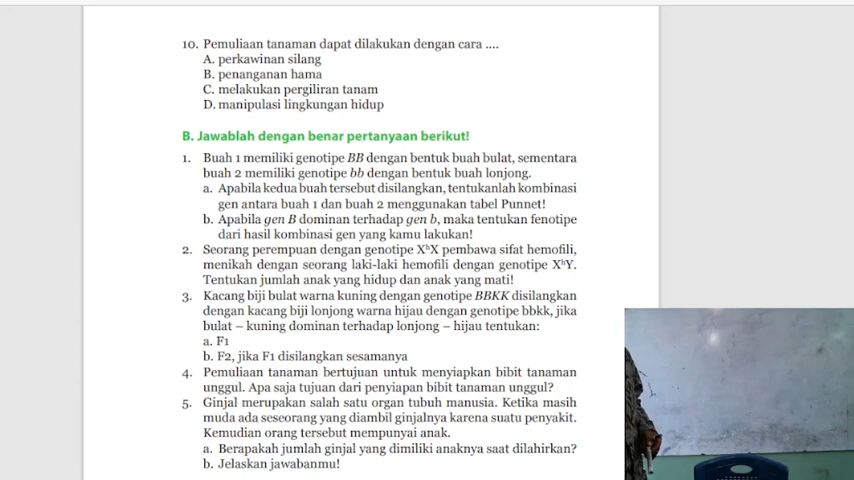 10. Pemuliaan tanaman dapat dilakukan dengan cara ....
A. perkawinan silang
B. penanganan hama
C. melakukan pergiliran tanam
D. manipulasi lingkungan hidup
B. Jawablah dengan benar pertanyaan berikut!
1. Buah 1 memiliki genotipe BB dengan bentuk buah bulat, sementara
buah 2 memiliki genotipe bb dengan bentuk buah lonjong.
a. Apabila kedua buah tersebut disilangkan, tentukanlah kombinasi
gen antara buah 1 dan buah 2 menggunakan tabel Punnet!
b. Apabila gen B dominan terhadap gen b, maka tentukan fenotipe
dari hasil kombinasi gen yang kamu lakukan!
2. Seorang perempuan dengan genotipe XʰX pembawa sifat hemofili,
menikah dengan seorang laki-laki hemofili dengan genotipe XʰY.
Tentukan jumlah anak yang hidup dan anak yang mati!
3. Kacang biji bulat warna kuning dengan genotipe BBKK disilangkan
dengan kacang biji lonjong warna hijau dengan genotipe bbkk, jika
bulat – kuning dominan terhadap lonjong – hijau tentukan:
a. F1
b. F2, jika F1 disilangkan sesamanya
4. Pemuliaan tanaman bertujuan untuk menyiapkan bibit tanaman
unggul. Apa saja tujuan dari penyiapan bibit tanaman unggul?
5. Ginjal merupakan salah satu organ tubuh manusia. Ketika masih
muda ada seseorang yang diambil ginjalnya karena suatu penyakit.
Kemudian orang tersebut mempunyai anak.
a. Berapakah jumlah ginjal yang dimiliki anaknya saat dilahirkan?
b. Jelaskan jawabanmu!